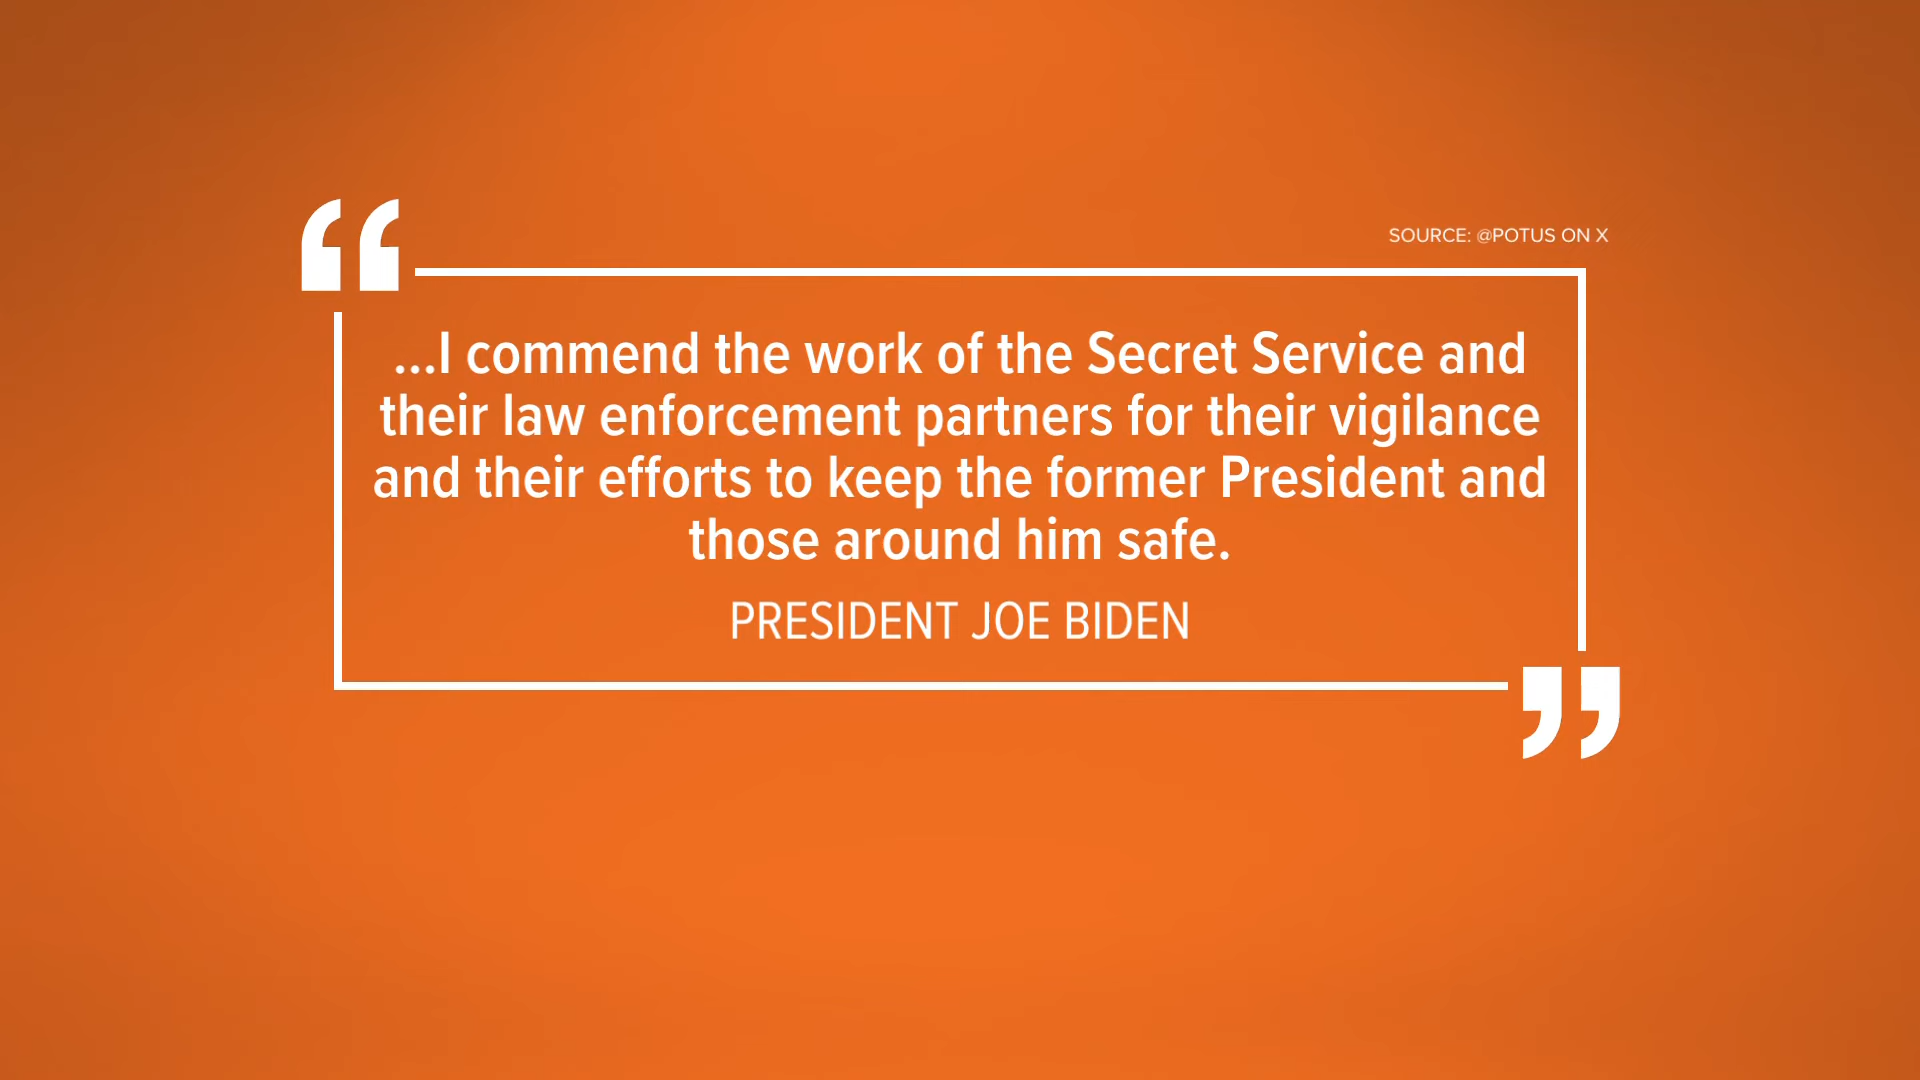 SOURCE: @POTUS ON X
“
...I commend the work of the Secret Service and
their law enforcement partners for their vigilance
and their efforts to keep the former President and
those around him safe.
PRESIDENT JOE BIDEN
”